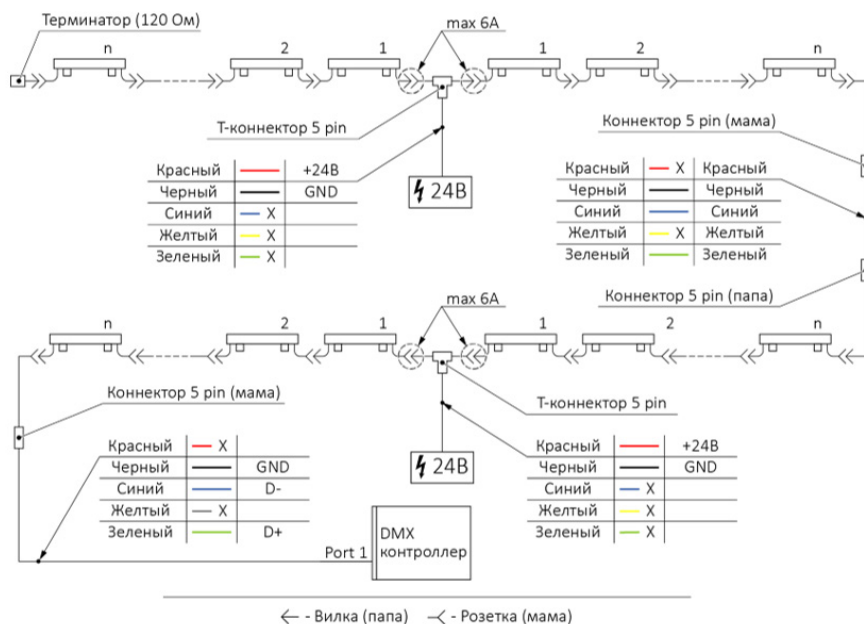 Терминатор (120 Ом)
max 6A
n
2
1
1
2
n
Т-коннектор 5 pin
Коннектор 5 pin (мама)
Красный +24В
Черный GND
Синий X
Желтый X
Зеленый X
24В
Красный X Красный
Черный Черный
Синий Синий
Желтый X Желтый
Зеленый Зеленый
Коннектор 5 pin (папа)
max 6A
n
2
1
1
2
n
Коннектор 5 pin (мама)
Т-коннектор 5 pin
Красный X
Черный GND
Синий D-
Желтый X
Зеленый D+
24В
Красный +24В
Черный GND
Синий X
Желтый X
Зеленый X
Port 1
DMX
контроллер
- Вилка (папа) - Розетка (мама)